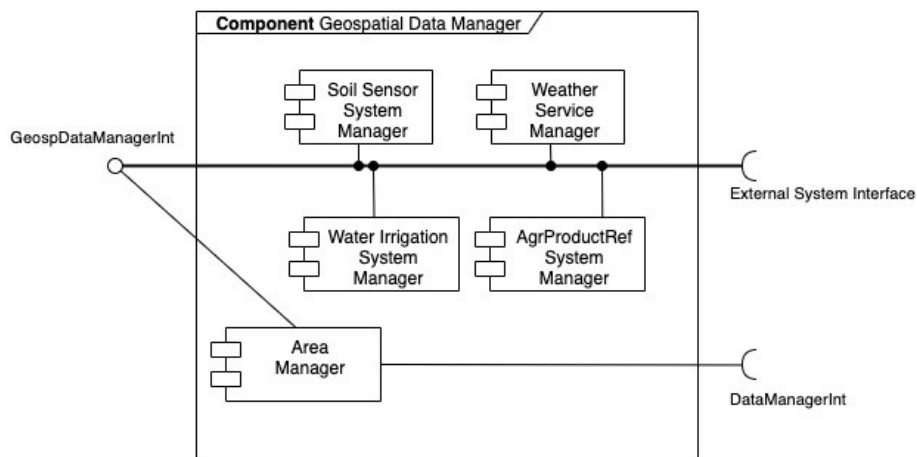 Component Geospatial Data Manager
Soil Sensor
System
Manager
Weather
Service
Manager
GeospDataManagerInt
External System Interface
Water Irrigation
System
Manager
AgrProductRef
System
Manager
Area
Manager
DataManagerInt